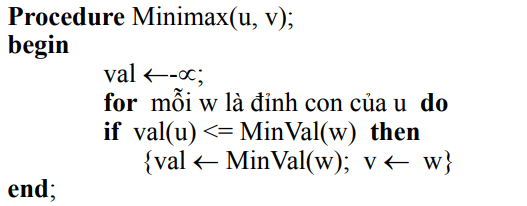 Procedure Minimax(u, v);
begin
val ←-∝;
for mỗi w là đỉnh con của u do
if val(u) <= MinVal(w) then
{val ← MinVal(w); v ← w}
end;